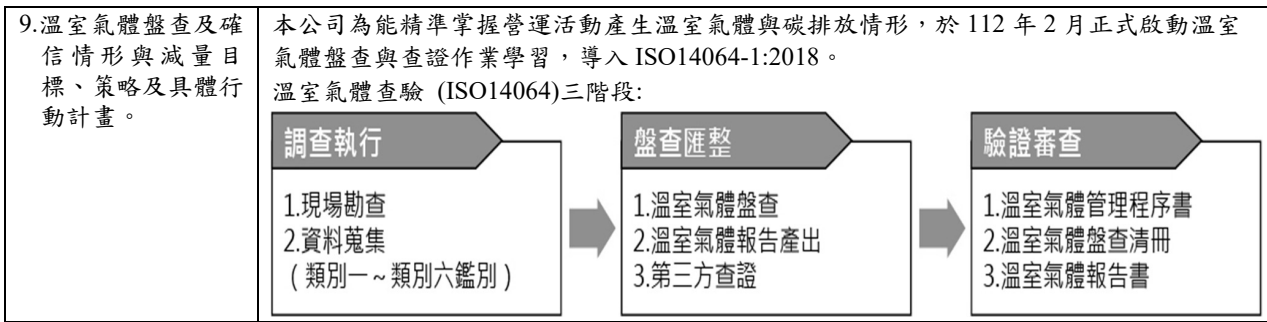 9.溫室氣體盤查及確
信情形與減量目
標、策略及具體行
動計畫。
本公司為能精準掌握營運活動產生溫室氣體與碳排放情形，於 112 年 2 月正式啟動溫室
氣體盤查與查證作業學習，導入 ISO14064-1:2018。
溫室氣體查驗 (ISO14064)三階段:
調查執行
1.現場勘查
2.資料蒐集
（類別一~類別六鑑別）
盤查匯整
1.溫室氣體盤查
2.溫室氣體報告產出
3.第三方查證
驗證審查
1.溫室氣體管理程序書
2.溫室氣體盤查清冊
3.溫室氣體報告書